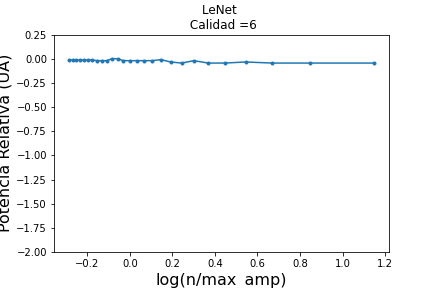 LeNet
Calidad =6
Potencia Relativa (UA)
0.25
0.00
−0.25
−0.50
−0.75
−1.00
−1.25
−1.50
−1.75
−2.00
−0.2 0.0 0.2 0.4 0.6 0.8 1.0 1.2
log(n/max_amp)